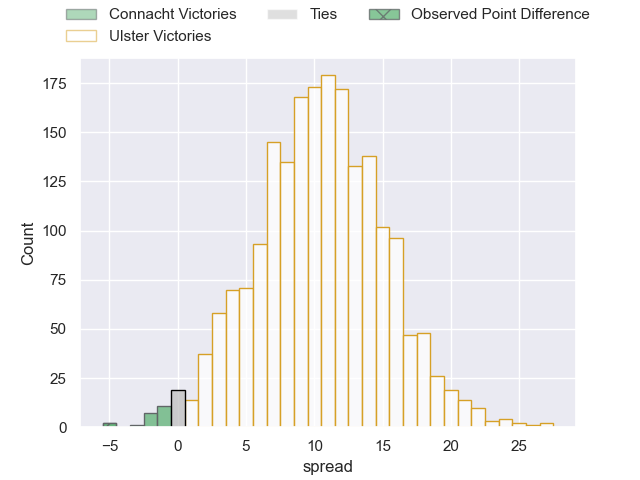 Connacht Victories
Ties
Observed Point Difference
Ulster Victories
175
150
125
100
75
50
25
0
Count
−5
0
5
10
15
20
25
spread